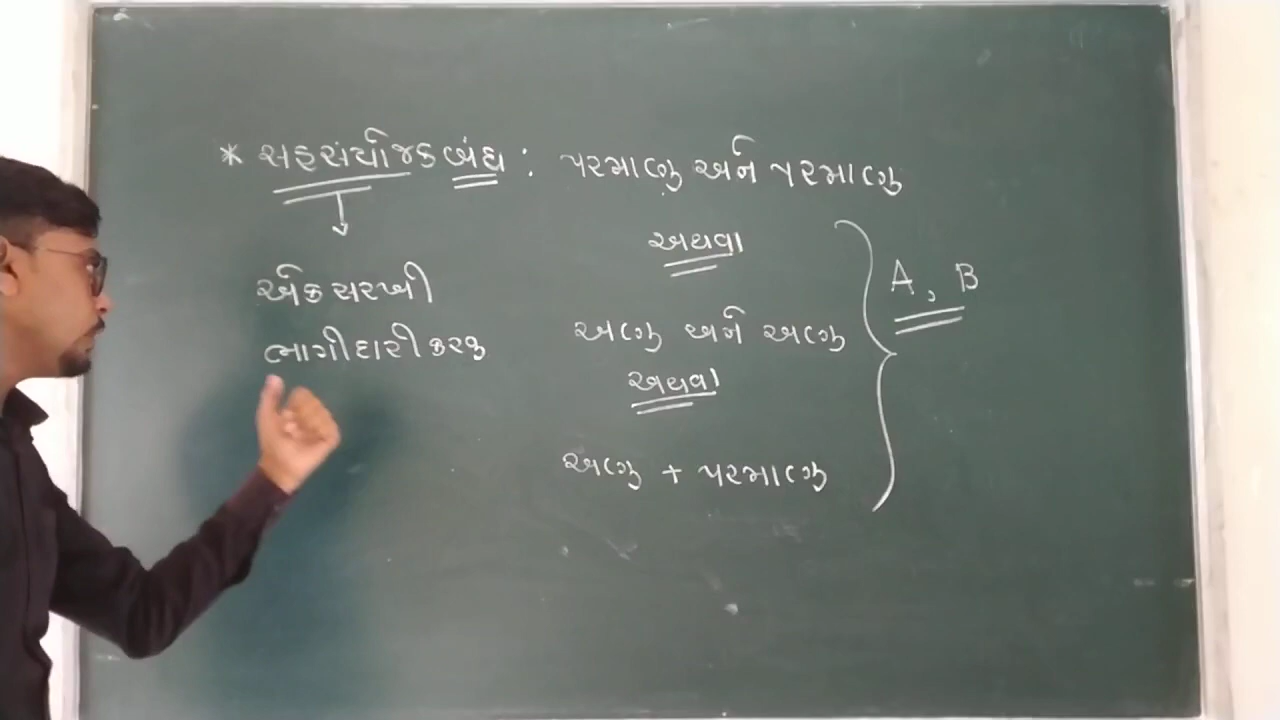 * સહસંયોજક બંધ : પરમાણુ અને પરમાણુ
અથવા
A, B
એક સરખી
ભાગીદારી કરવુ
અણુ અને અણુ
અથવા
અણુ + પરમાણુ